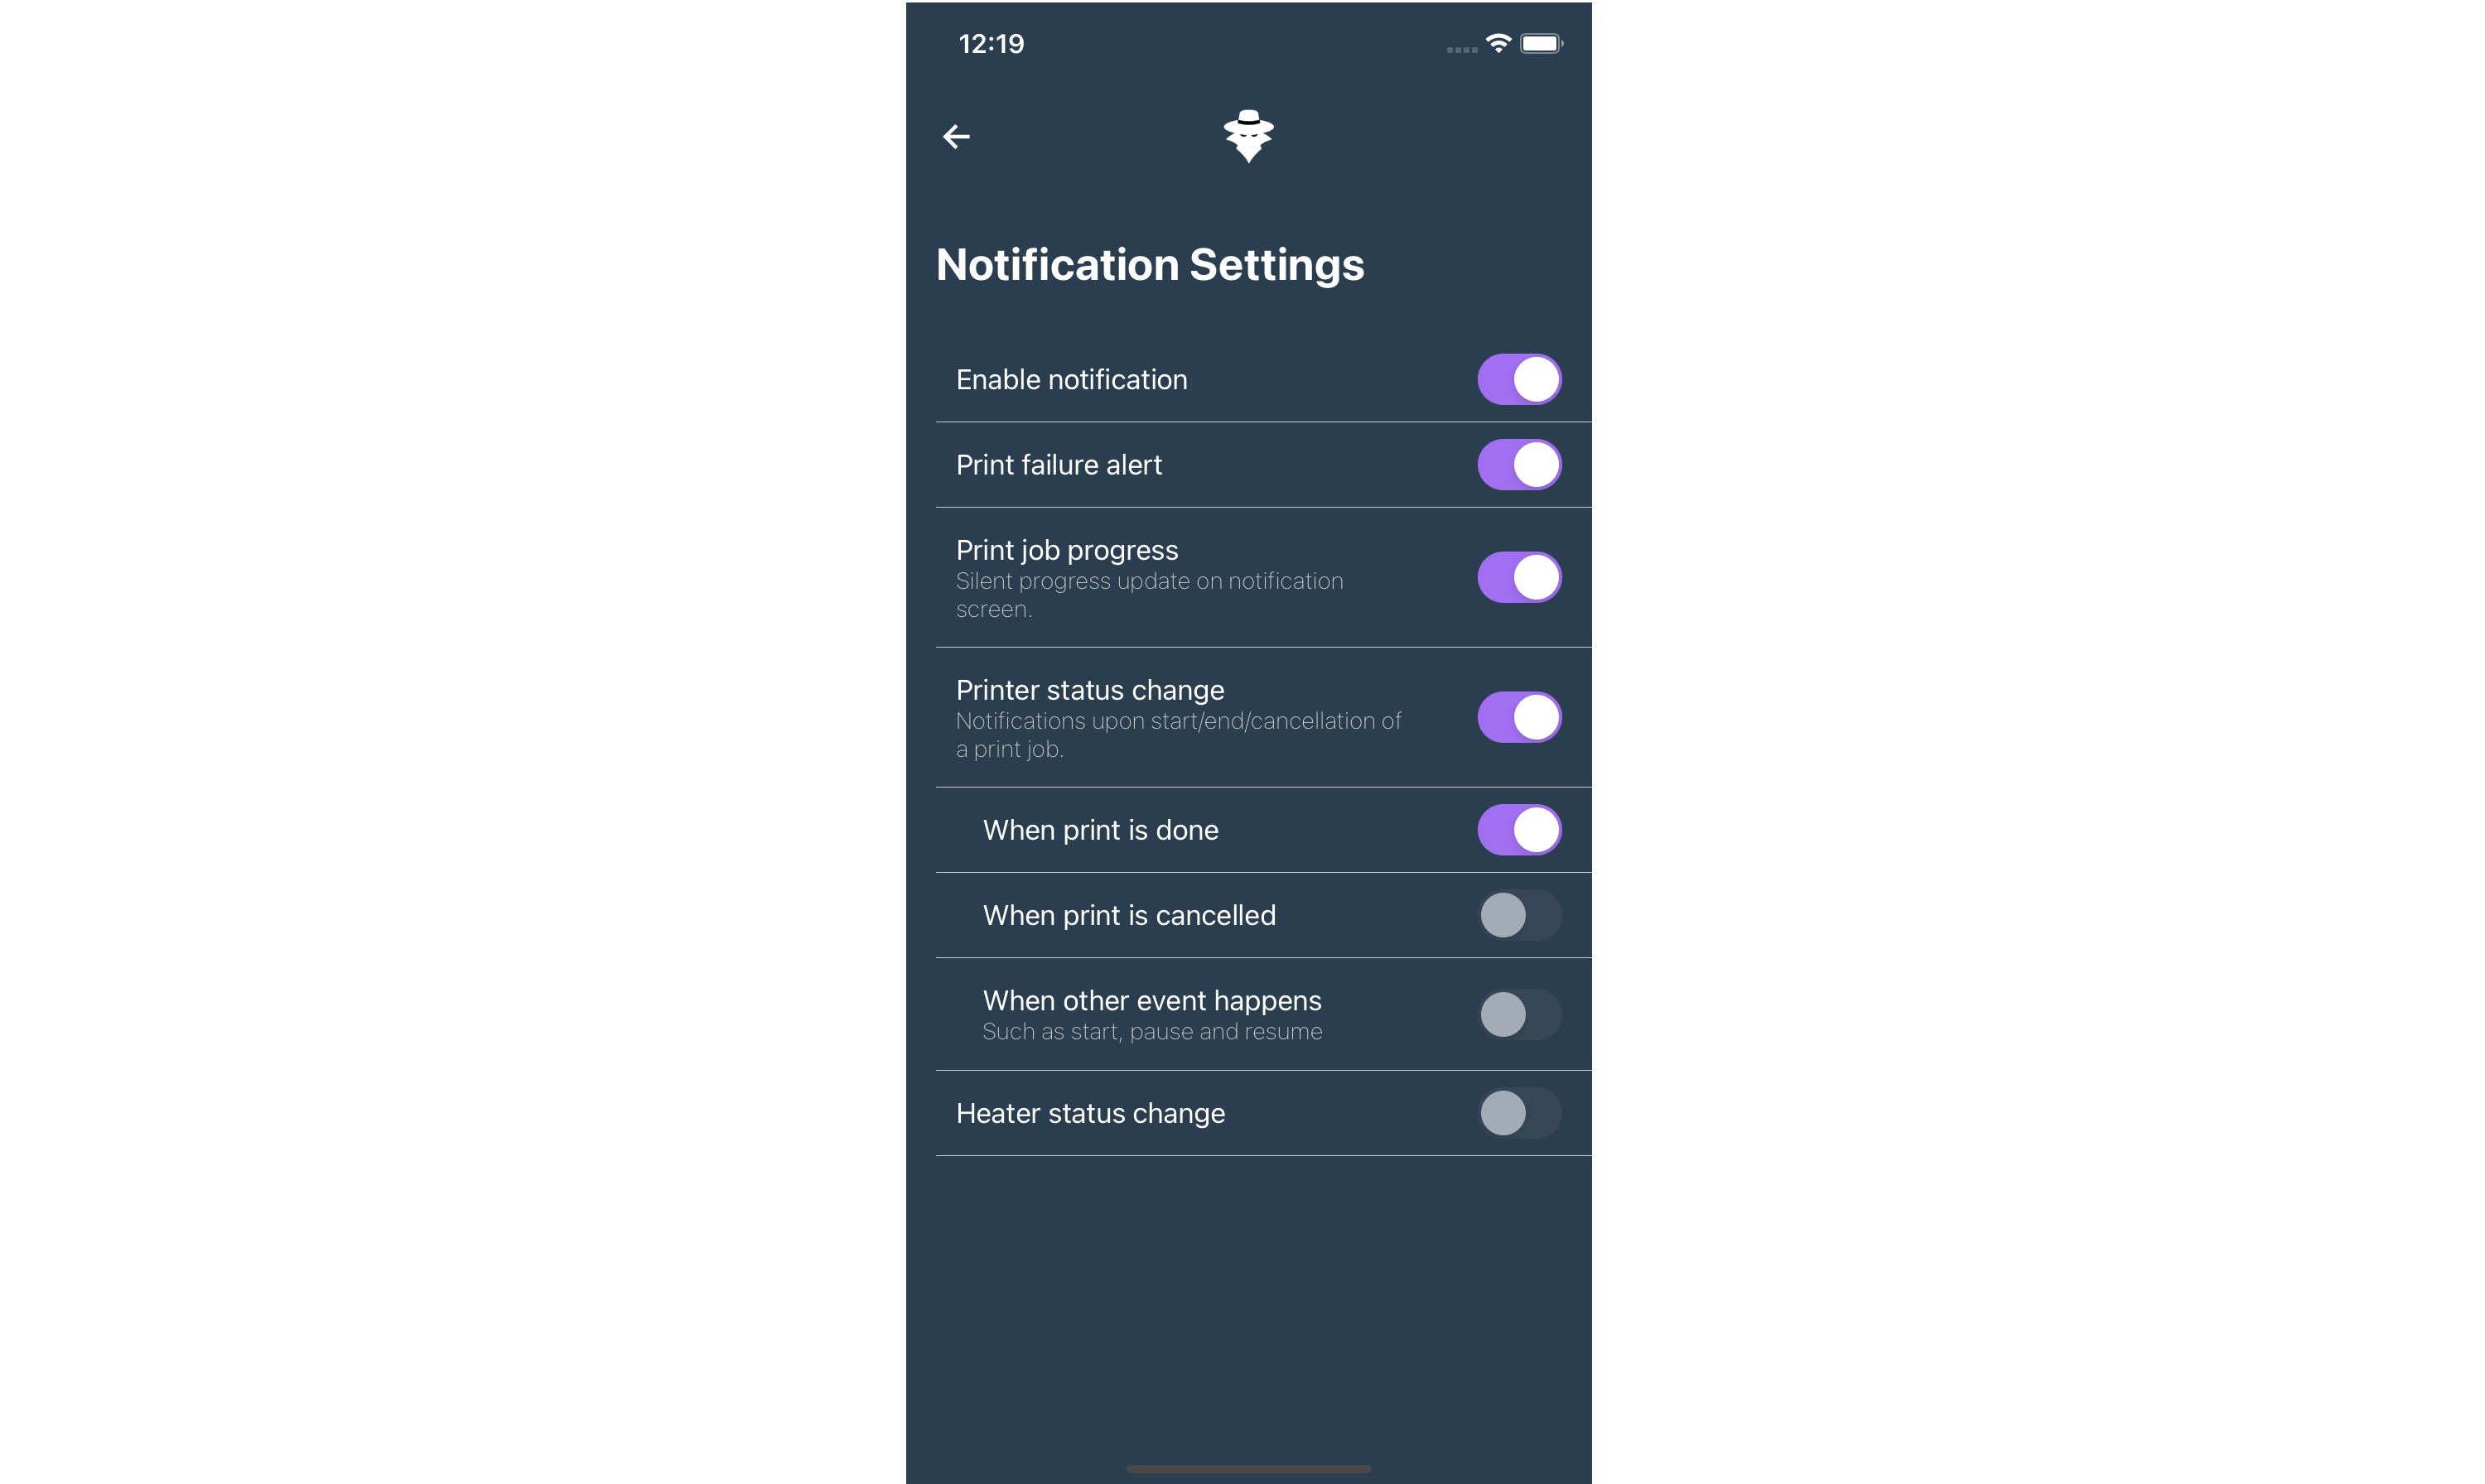 12:19
Notification Settings
Enable notification
Print failure alert
Print job progress
Silent progress update on notification
screen.
Printer status change
Notifications upon start/end/cancellation of
a print job.
When print is done
When print is cancelled
When other event happens
Such as start, pause and resume
Heater status change